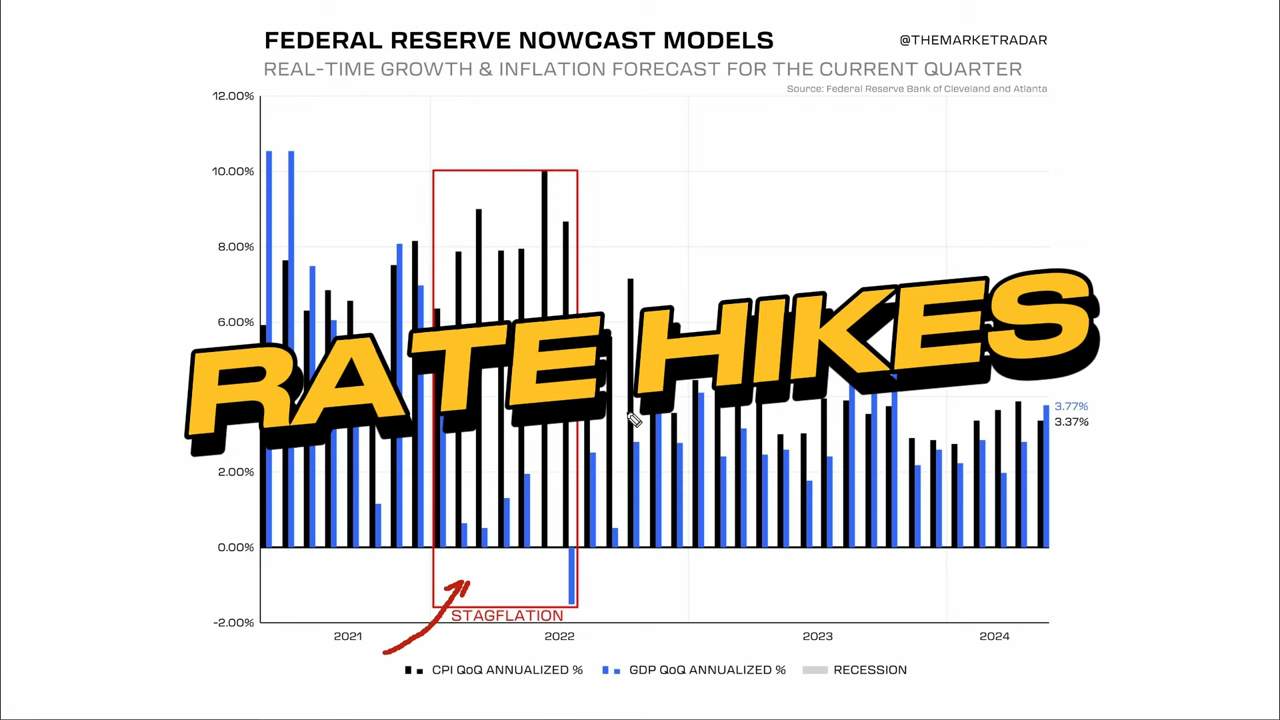 FEDERAL RESERVE NOWCAST MODELS
@THEMARKETRADAR
REAL-TIME GROWTH & INFLATION FORECAST FOR THE CURRENT QUARTER
Source: Federal Reserve Bank of Cleveland and Atlanta
12.00%
10.00%
8.00%
6.00%
RATE HIKES
3.77%
3.37%
2.00%
0.00%
STAGFLATION
-2.00%
2021 2022 2023 2024
CPI QoQ ANNUALIZED % GDP QoQ ANNUALIZED % RECESSION